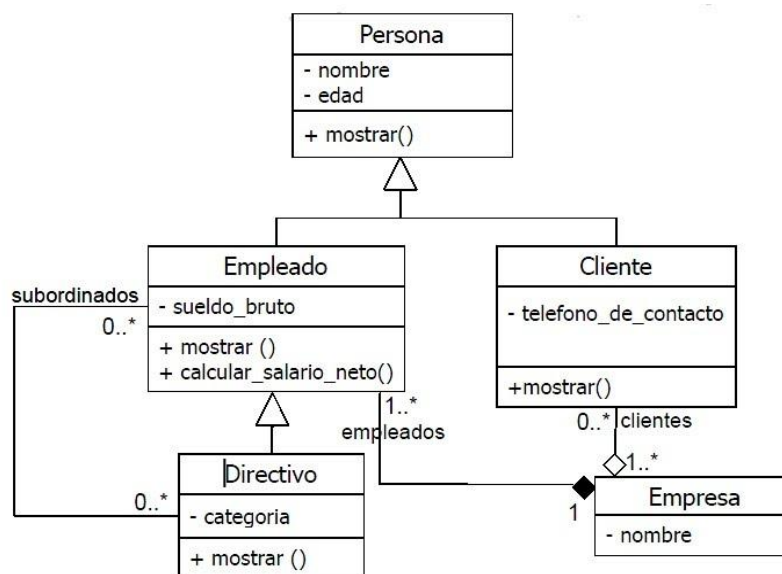 Persona
- nombre
- edad
+ mostrar()
Empleado
- sueldo_bruto
+ mostrar ()
+ calcular_salario_neto()
Cliente
- telefono_de_contacto
+mostrar()
subordinados
0..*
1..*
empleados
0..*
clientes
1..*
Directivo
- categoria
+ mostrar ()
0..*
1
Empresa
- nombre